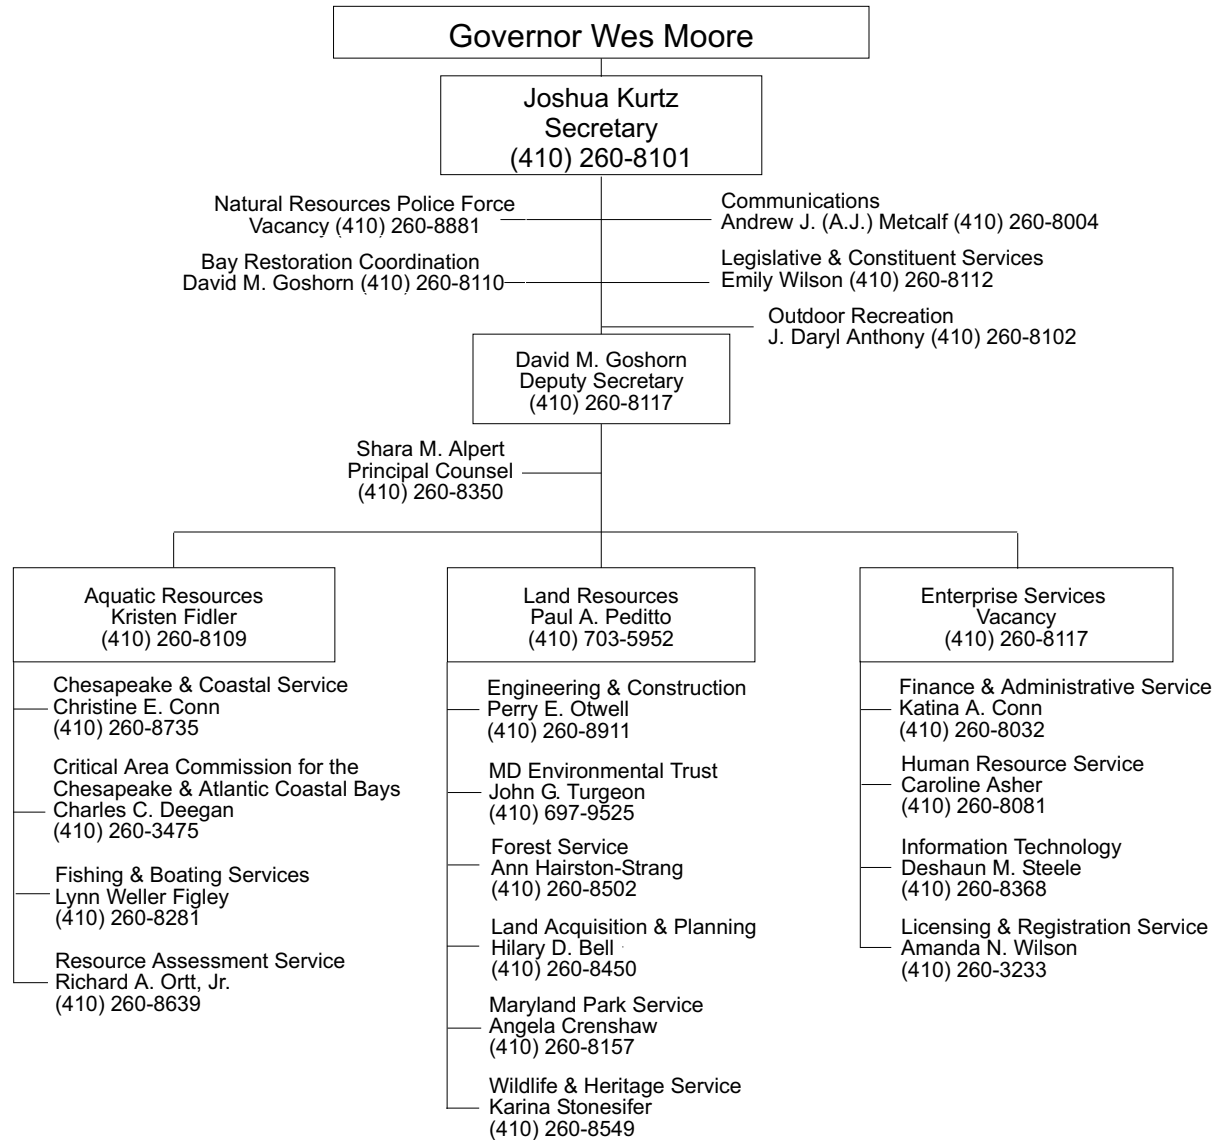 Governor Wes Moore
Joshua Kurtz
Secretary
(410) 260-8101
Natural Resources Police Force
Vacancy (410) 260-8881
Communications
Andrew J. (A.J.) Metcalf (410) 260-8004
Bay Restoration Coordination
David M. Goshorn (410) 260-8110
Legislative & Constituent Services
Emily Wilson (410) 260-8112
Outdoor Recreation
J. Daryl Anthony (410) 260-8102
David M. Goshorn
Deputy Secretary
(410) 260-8117
Shara M. Alpert
Principal Counsel
(410) 260-8350
Aquatic Resources
Kristen Fidler
(410) 260-8109
Chesapeake & Coastal Service
Christine E. Conn
(410) 260-8735
Critical Area Commission for the
Chesapeake & Atlantic Coastal Bays
Charles C. Deegan
(410) 260-3475
Fishing & Boating Services
Lynn Weller Figley
(410) 260-8281
Resource Assessment Service
Richard A. Ortt, Jr.
(410) 260-8639
Land Resources
Paul A. Peditto
(410) 703-5952
Engineering & Construction
Perry E. Otwell
(410) 260-8911
MD Environmental Trust
John G. Turgeon
(410) 697-9525
Forest Service
Ann Hairston-Strang
(410) 260-8502
Land Acquisition & Planning
Hilary D. Bell
(410) 260-8450
Maryland Park Service
Angela Crenshaw
(410) 260-8157
Wildlife & Heritage Service
Karina Stonesifer
(410) 260-8549
Enterprise Services
Vacancy
(410) 260-8117
Finance & Administrative Service
Katina A. Conn
(410) 260-8032
Human Resource Service
Caroline Asher
(410) 260-8081
Information Technology
Deshaun M. Steele
(410) 260-8368
Licensing & Registration Service
Amanda N. Wilson
(410) 260-3233